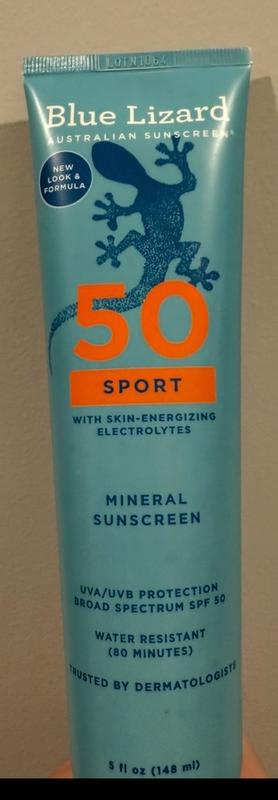 LOTN1064
Blue Lizard
AUSTRALIAN SUNSCREEN®
NEW
LOOK &
FORMULA
50
SPORT
WITH SKIN-ENERGIZING
ELECTROLYTES
MINERAL
SUNSCREEN
UVA/UVB PROTECTION
BROAD SPECTRUM SPF 50
WATER RESISTANT
(80 MINUTES)
TRUSTED BY DERMATOLOGISTS
5 fl oz (148 ml)